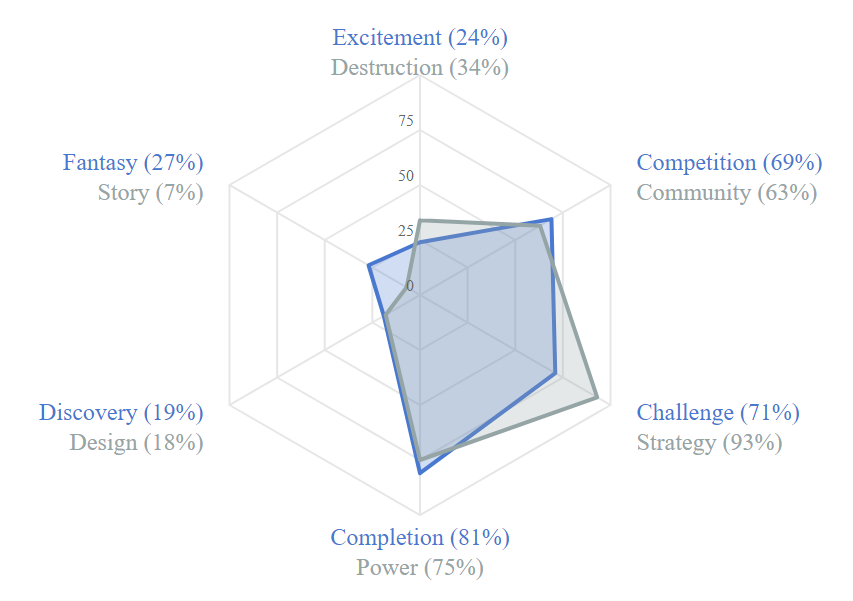 Excitement (24%)
Destruction (34%)
75
50
25
0
Fantasy (27%)
Story (7%)
Competition (69%)
Community (63%)
Discovery (19%)
Design (18%)
Challenge (71%)
Strategy (93%)
Completion (81%)
Power (75%)